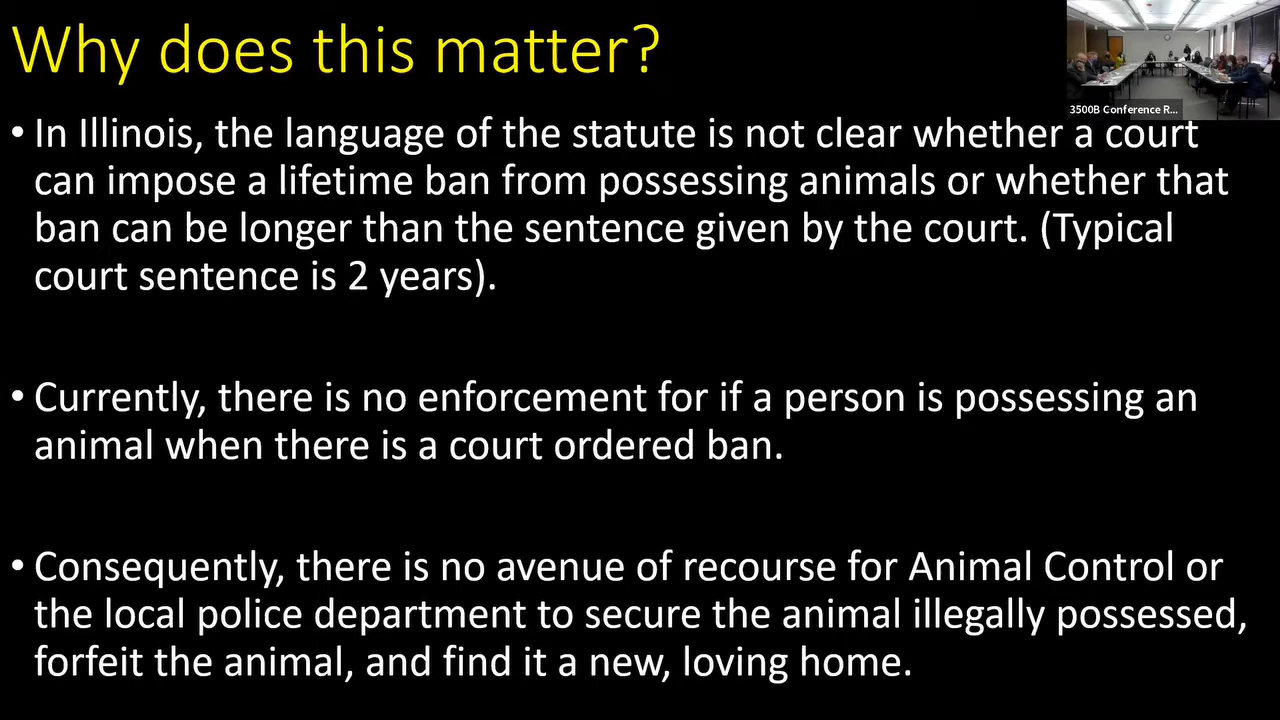 Why does this matter?
3500B Conference R...
• In Illinois, the language of the statute is not clear whether a court
can impose a lifetime ban from possessing animals or whether that
ban can be longer than the sentence given by the court. (Typical
court sentence is 2 years).
• Currently, there is no enforcement for if a person is possessing an
animal when there is a court ordered ban.
• Consequently, there is no avenue of recourse for Animal Control or
the local police department to secure the animal illegally possessed,
forfeit the animal, and find it a new, loving home.